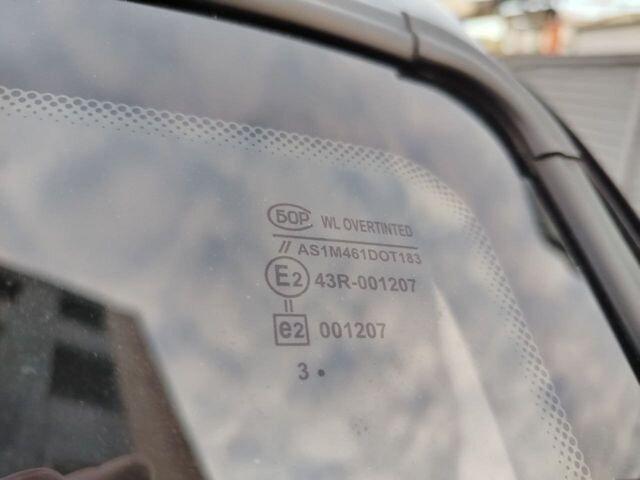 БОР WL OVERTINTED
// AS1M461DOT183
E2 43R-001207
II
e2 001207
3 •